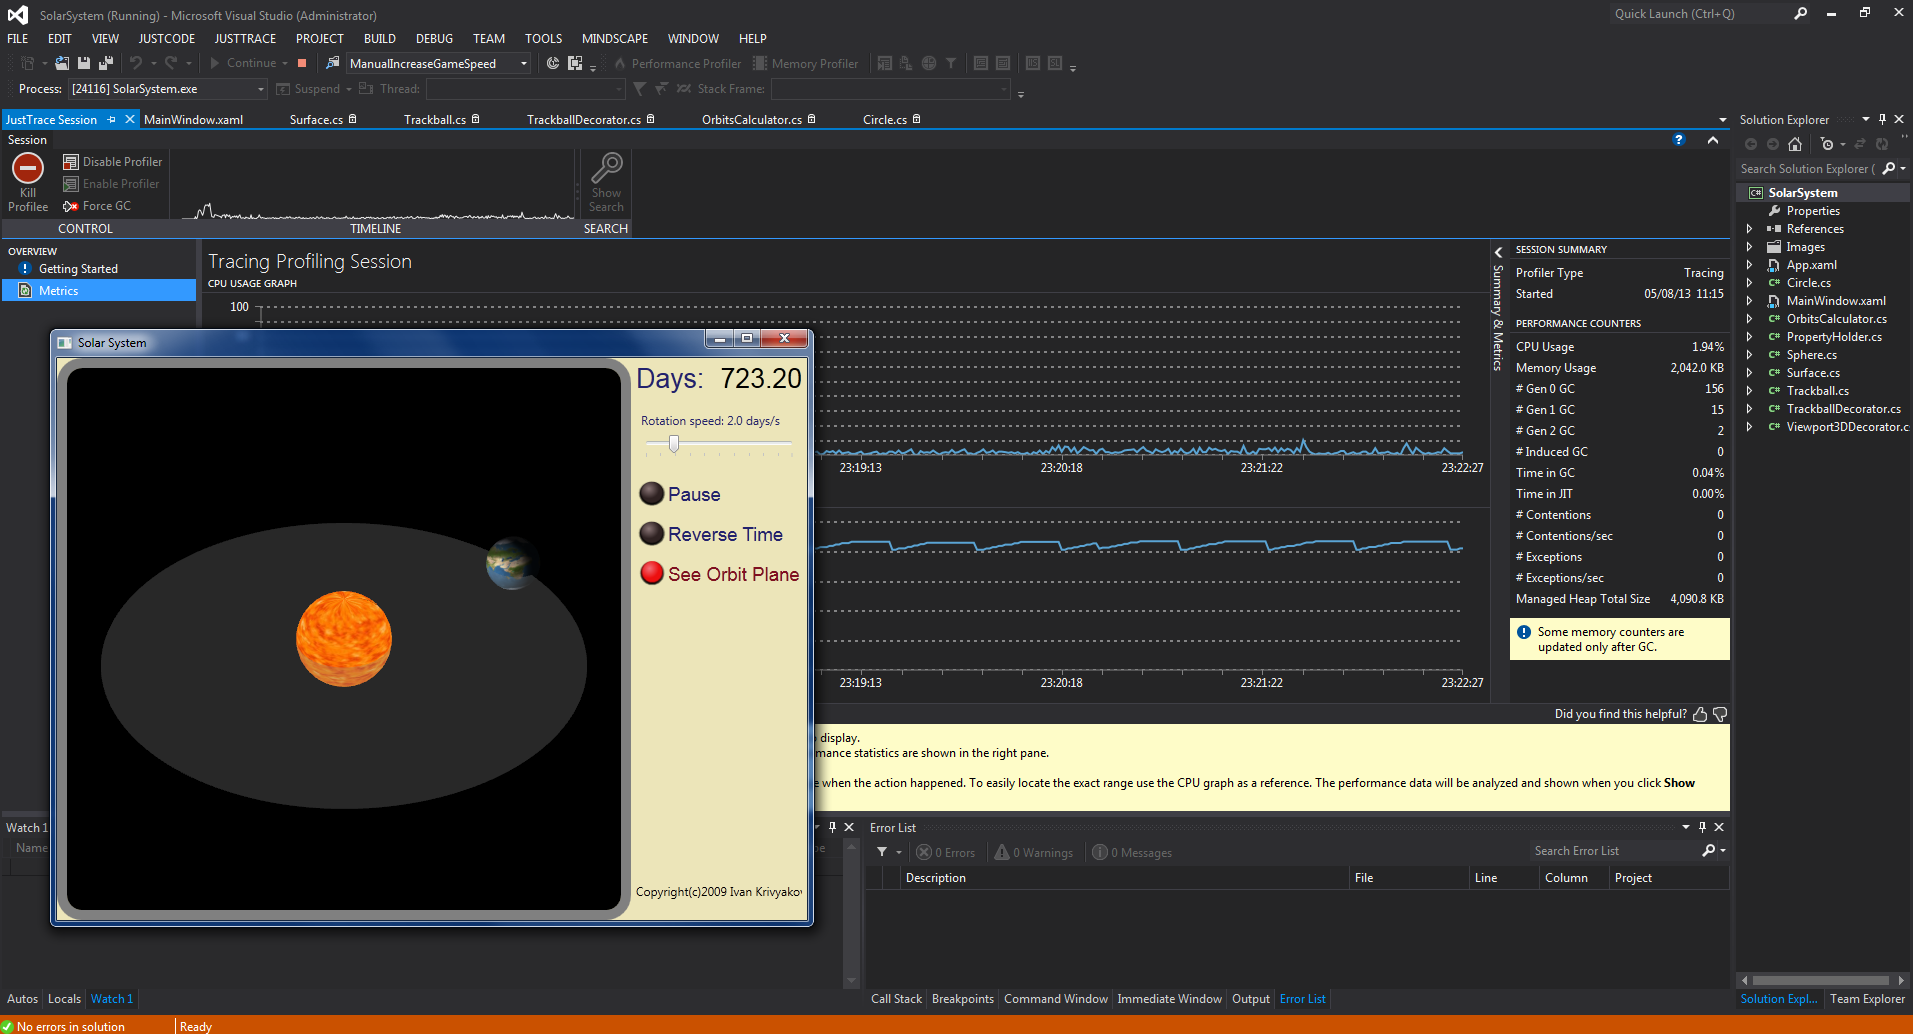 SolarSystem (Running) - Microsoft Visual Studio (Administrator)
Quick Launch (Ctrl+Q)
FILE EDIT VIEW JUSTCODE JUSTTRACE PROJECT BUILD DEBUG TEAM TOOLS MINDSCAPE WINDOW HELP
Continue ManualIncreaseGameSpeed Performance Profiler Memory Profiler
Process: [24116] SolarSystem.exe Suspend Thread: Stack Frame:
JustTrace Session MainWindow.xaml Surface.cs Trackball.cs TrackballDecorator.cs OrbitsCalculator.cs Circle.cs
Session
Kill
Profilee
Disable Profiler
Enable Profiler
Force GC
Show
Search
CONTROL TIMELINE SEARCH
OVERVIEW
Getting Started
Metrics
Tracing Profiling Session
CPU USAGE GRAPH
100
23:19:13 23:20:18 23:21:22 23:22:27
23:19:13 23:20:18 23:21:22 23:22:27
Solar System
Days: 723.20
Rotation speed: 2.0 days/s
Pause
Reverse Time
See Orbit Plane
Copyright(c)2009 Ivan Krivyakov
Summary & Metrics
SESSION SUMMARY
Profiler Type Tracing
Started 05/08/13 11:15
PERFORMANCE COUNTERS
CPU Usage 1.94%
Memory Usage 2,042.0 KB
# Gen 0 GC 156
# Gen 1 GC 15
# Gen 2 GC 2
# Induced GC 0
Time in GC 0.04%
Time in JIT 0.00%
# Contentions 0
# Contentions/sec 0
# Exceptions 0
# Exceptions/sec 0
Managed Heap Total Size 4,090.8 KB
Some memory counters are
updated only after GC.
Did you find this helpful?
display.
mance statistics are shown in the right pane.
e when the action happened. To easily locate the exact range use the CPU graph as a reference. The performance data will be analyzed and shown when you click Show
Solution Explorer
Search Solution Explorer (
SolarSystem
Properties
References
Images
App.xaml
Circle.cs
MainWindow.xaml
OrbitsCalculator.cs
PropertyHolder.cs
Sphere.cs
Surface.cs
Trackball.cs
TrackballDecorator.cs
Viewport3DDecorator.c
Watch 1
Name
pe
Error List
0 Errors 0 Warnings 0 Messages
Search Error List
Description File Line Column Project
Autos Locals Watch 1
Call Stack Breakpoints Command Window Immediate Window Output Error List
Solution Expl... Team Explorer
No errors in solution Ready